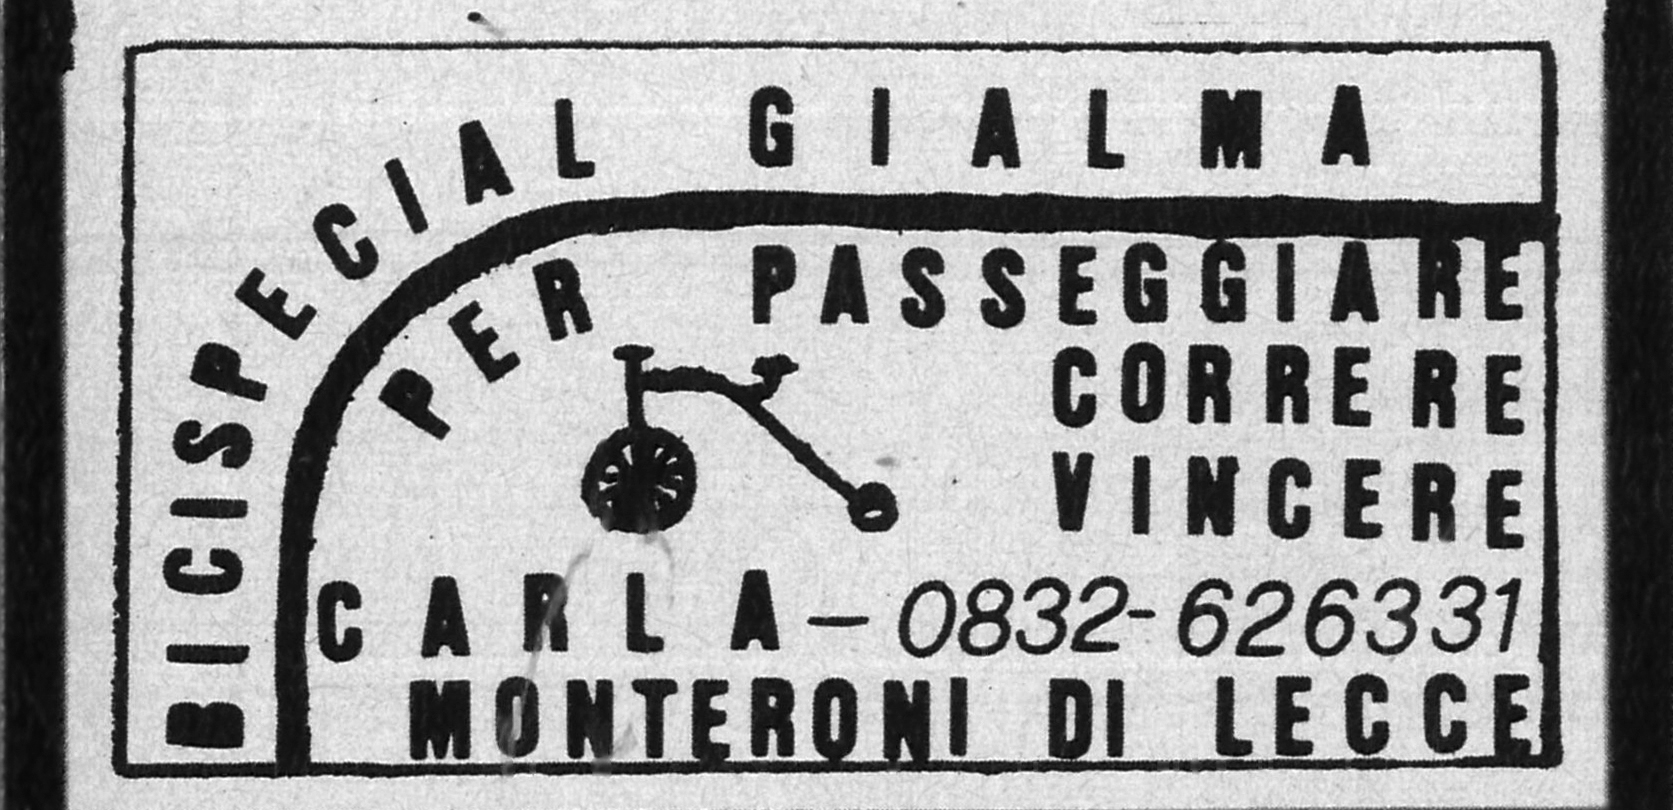 BICISPECIAL GIALMA
PER PASSEGGIARE
CORRERE
VINCERE
CARLA - 0832-626331
MONTERONI DI LECCE